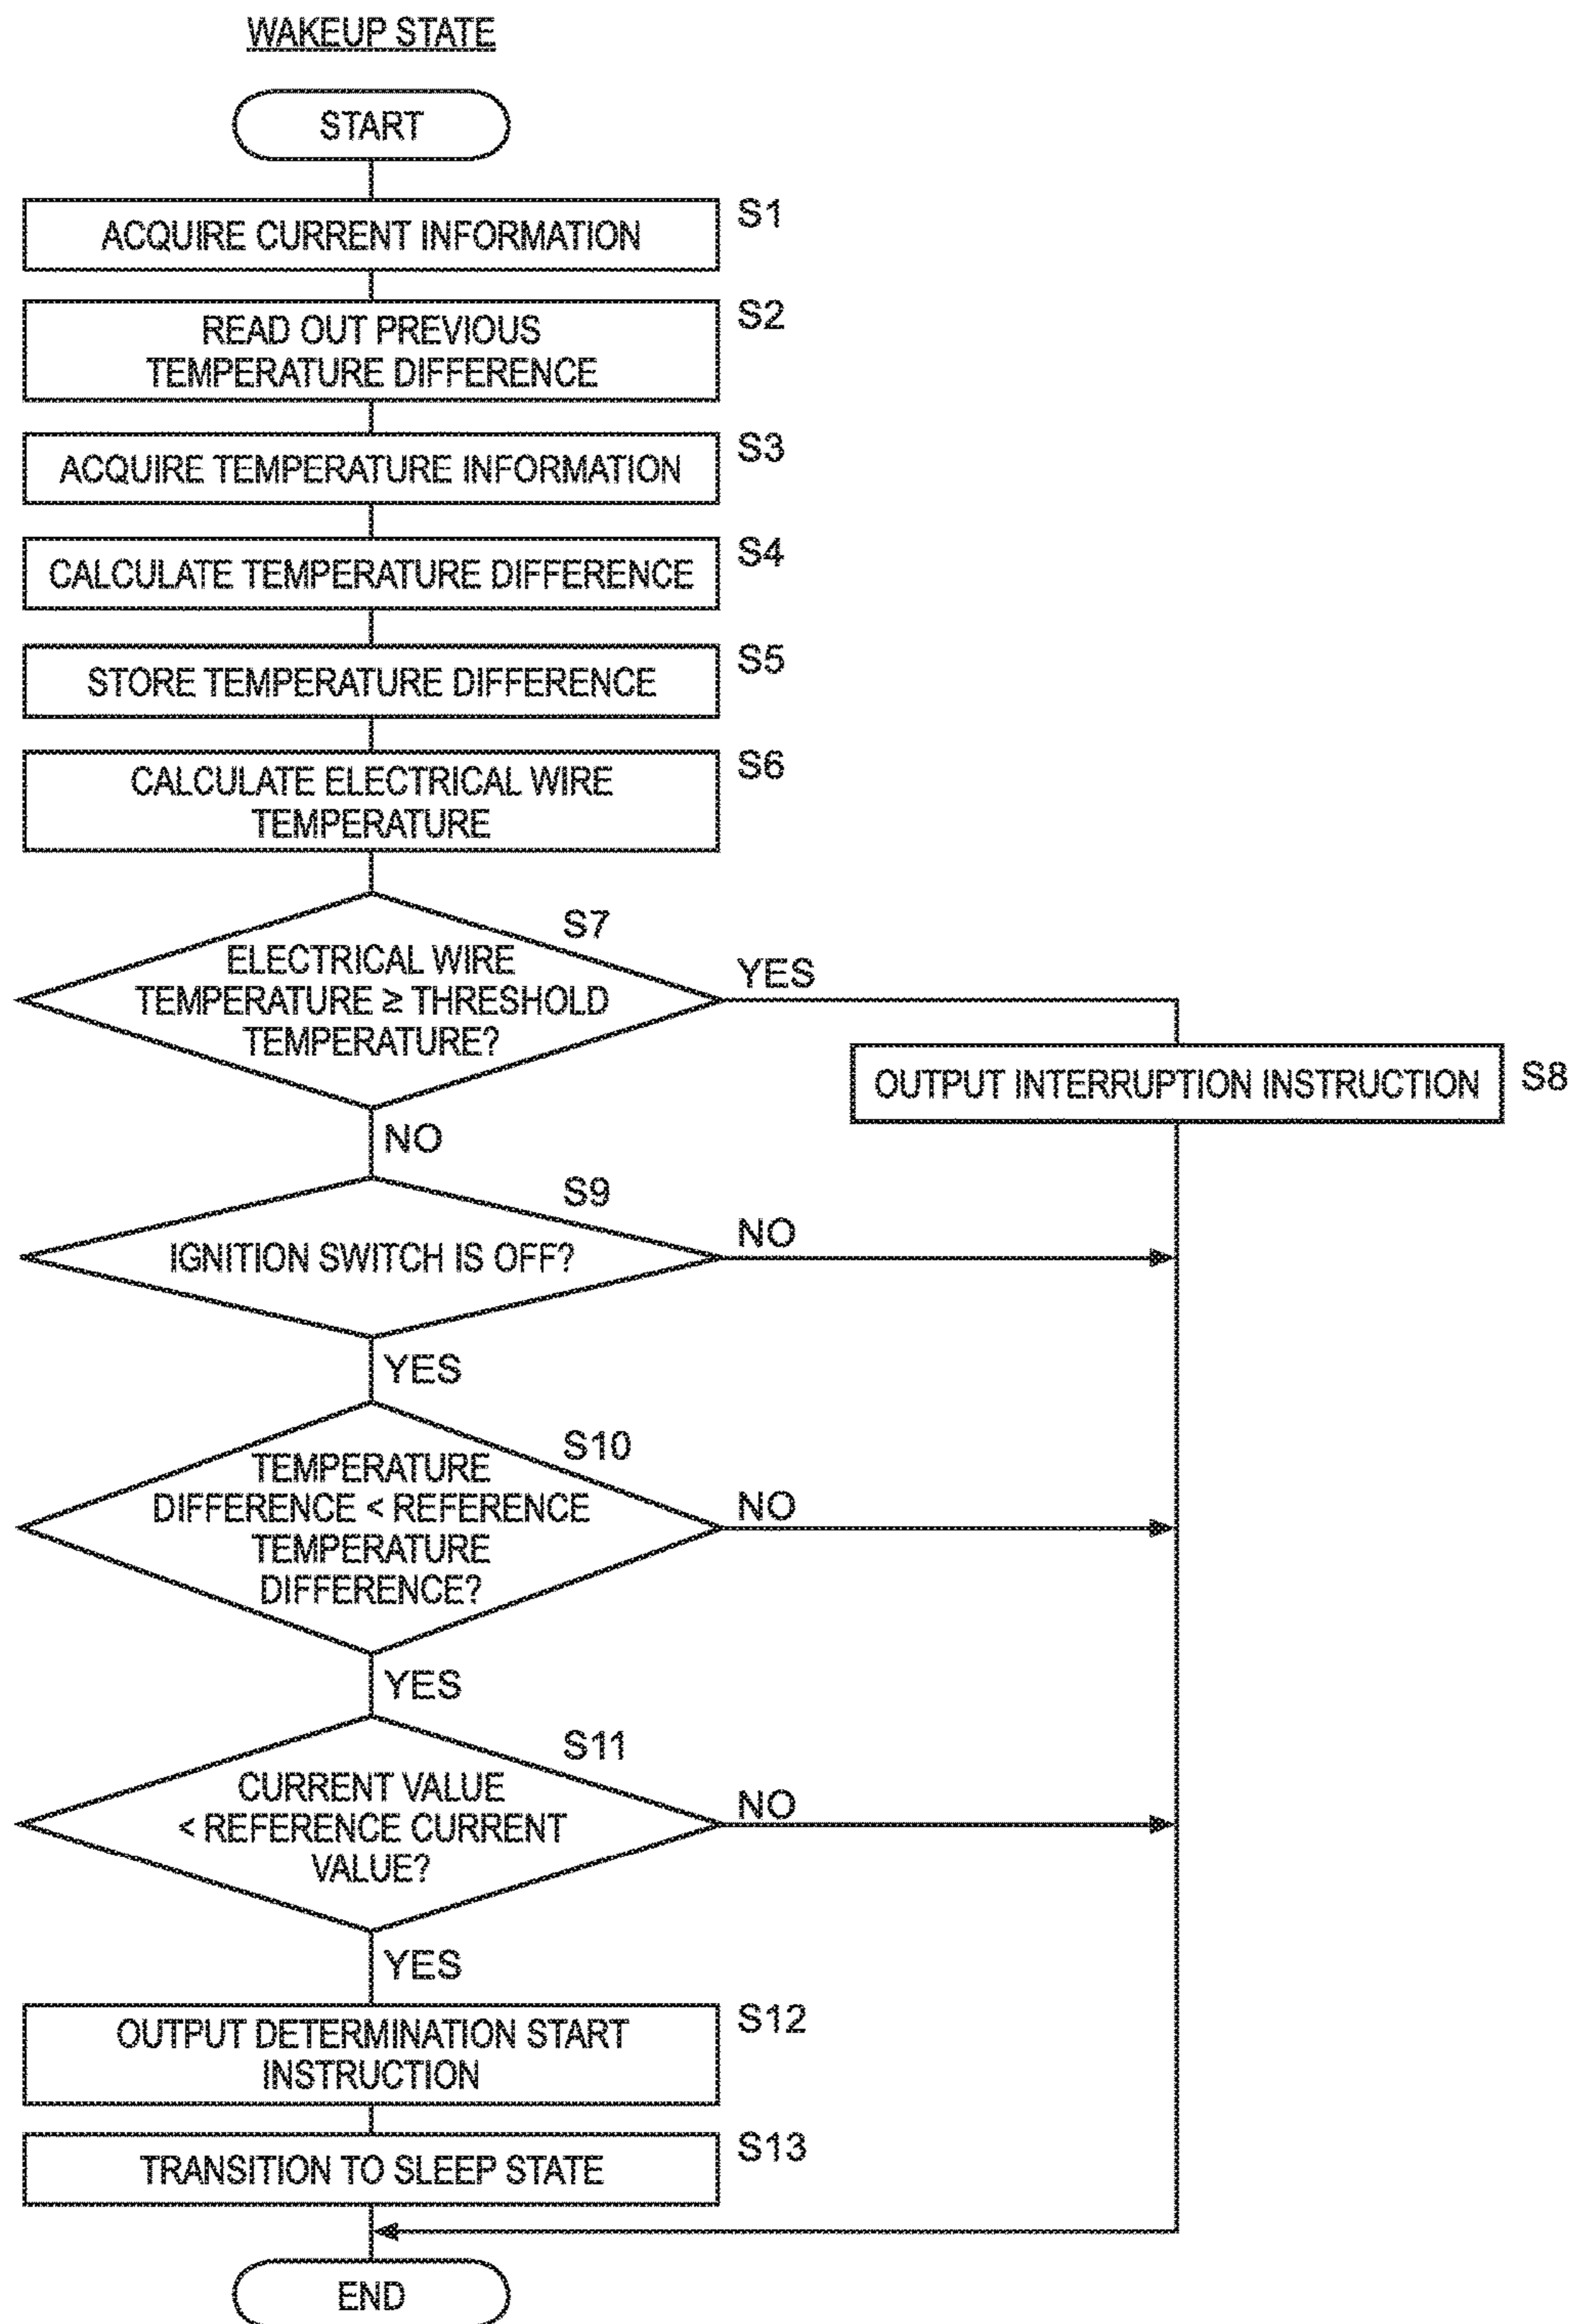 WAKEUP STATE
START
ACQUIRE CURRENT INFORMATION
S1
READ OUT PREVIOUS
TEMPERATURE DIFFERENCE
S2
ACQUIRE TEMPERATURE INFORMATION
S3
CALCULATE TEMPERATURE DIFFERENCE
S4
STORE TEMPERATURE DIFFERENCE
S5
CALCULATE ELECTRICAL WIRE
TEMPERATURE
S6
S7
ELECTRICAL WIRE
TEMPERATURE ≥ THRESHOLD
TEMPERATURE?
YES
OUTPUT INTERRUPTION INSTRUCTION
S8
NO
S9
IGNITION SWITCH IS OFF?
NO
YES
S10
TEMPERATURE
DIFFERENCE < REFERENCE
TEMPERATURE
DIFFERENCE?
NO
YES
S11
CURRENT VALUE
< REFERENCE CURRENT
VALUE?
NO
YES
OUTPUT DETERMINATION START
INSTRUCTION
S12
TRANSITION TO SLEEP STATE
S13
END